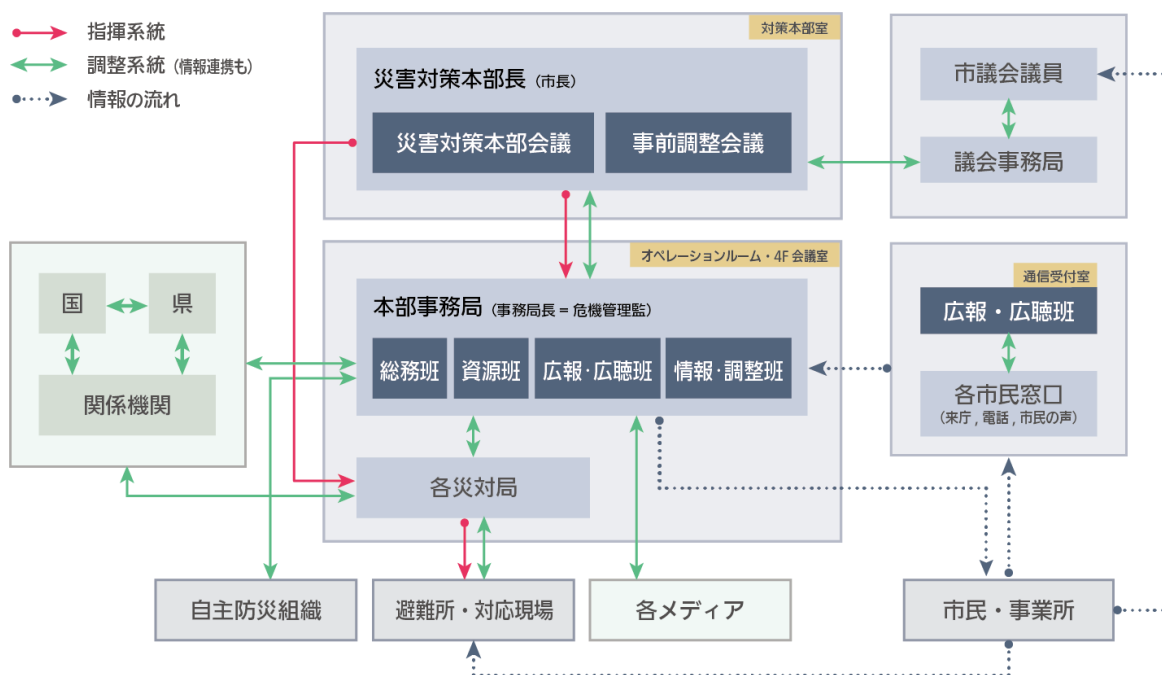 指揮系統
調整系統（情報連携も）
情報の流れ
対策本部室
災害対策本部長（市長）
災害対策本部会議
事前調整会議
市議会議員
議会事務局
オペレーションルーム・4F 会議室
本部事務局（事務局長 = 危機管理監）
総務班
資源班
広報・広聴班
情報・調整班
各災対局
通信受付室
広報・広聴班
各市民窓口
（来庁 , 電話 , 市民の声）
国
県
関係機関
自主防災組織
避難所・対応現場
各メディア
市民・事業所